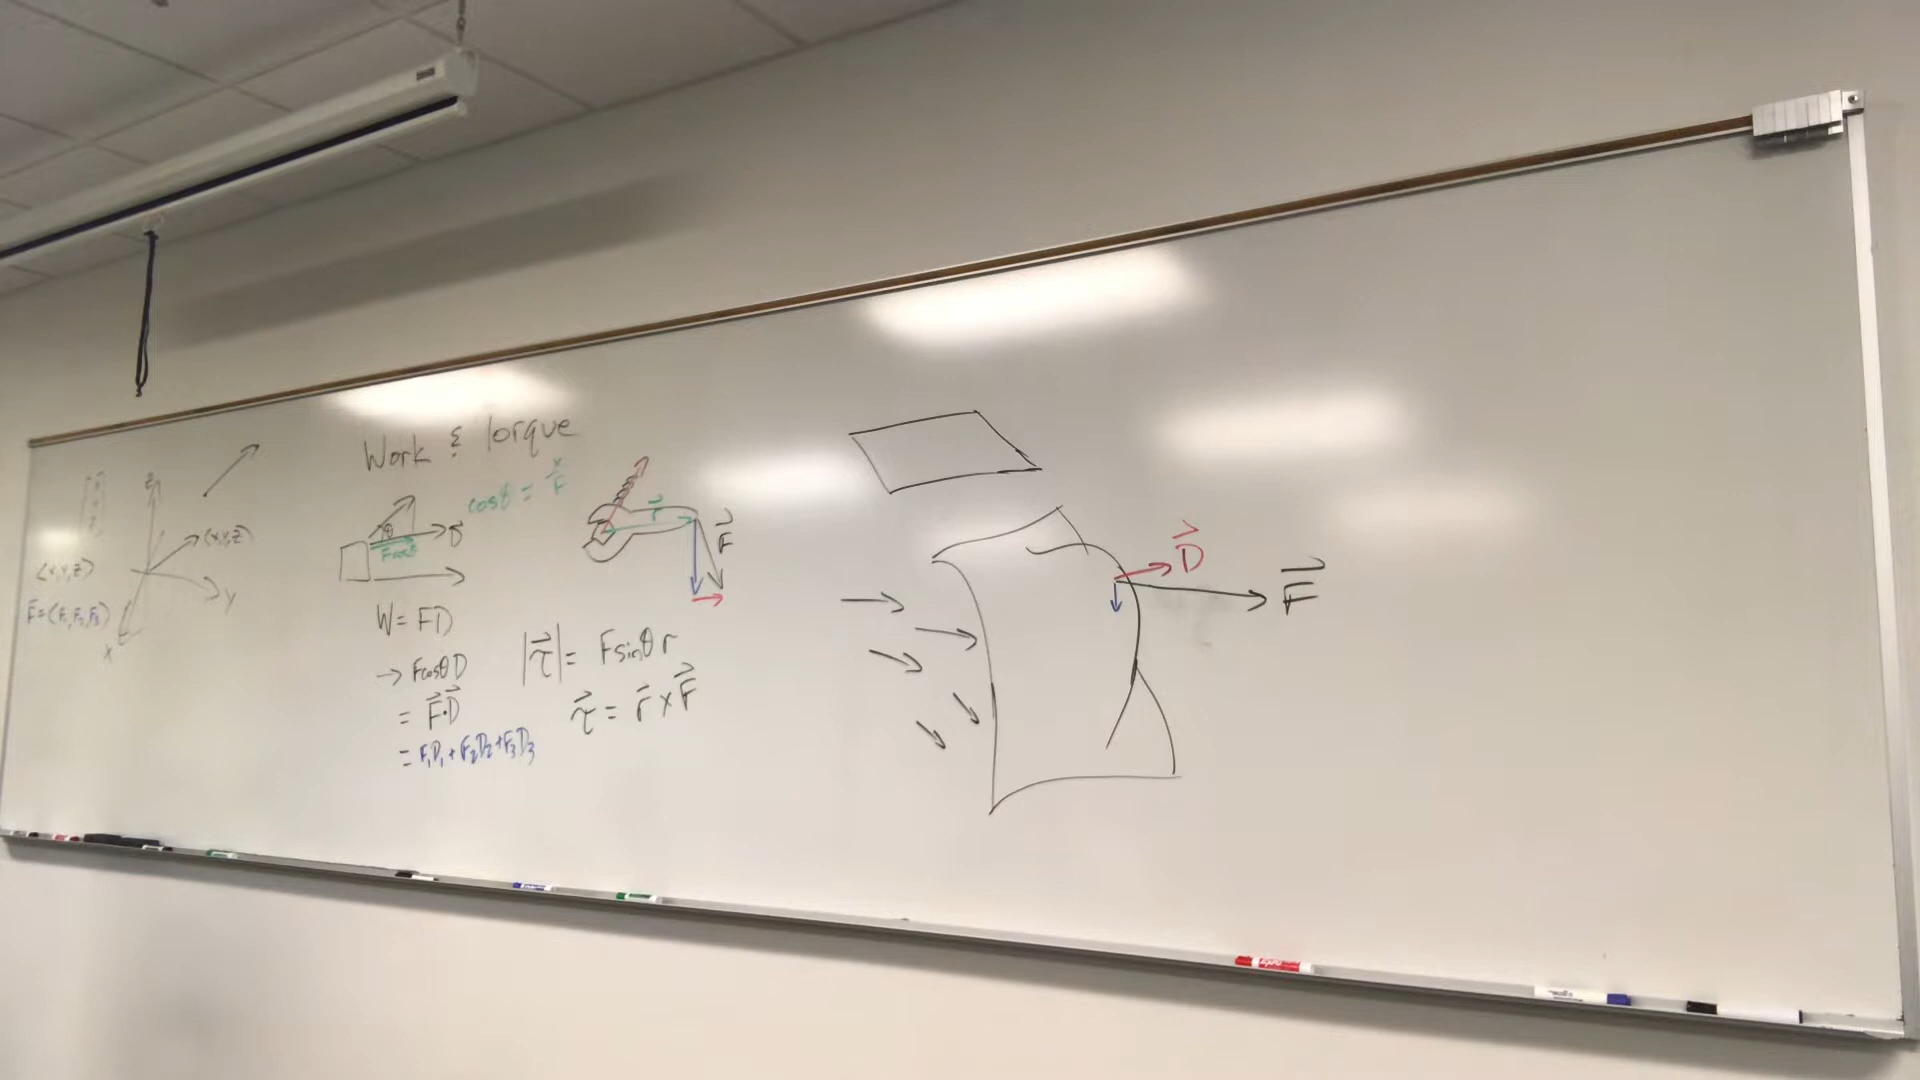 Work & Torque
cosθ = x/F
z
(x,y,z)
<x,y,z>
y
F⃗ = (F₁,F₂,F₃)
x
θ
D⃗
Fcosθ
W = FD
→ FcosθD
= F⃗·D⃗
= F₁D₁ + F₂D₂ + F₃D₃
r⃗
F⃗
|τ⃗| = Fsinθ r
τ⃗ = r⃗ × F⃗
D⃗
F⃗